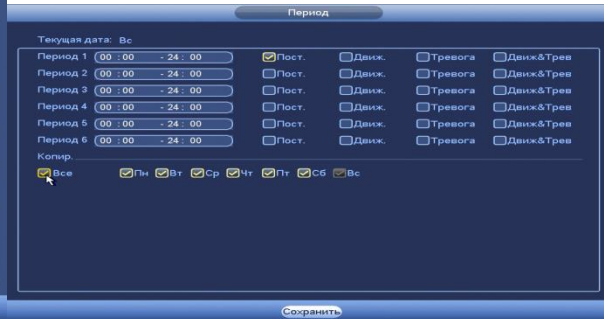 Период
Текущая дата: Вс
Период 1 00 :00 - 24 : 00 Пост. Движ. Тревога Движ&Трев
Период 2 00 :00 - 24 : 00 Пост. Движ. Тревога Движ&Трев
Период 3 00 :00 - 24 : 00 Пост. Движ. Тревога Движ&Трев
Период 4 00 :00 - 24 : 00 Пост. Движ. Тревога Движ&Трев
Период 5 00 :00 - 24 : 00 Пост. Движ. Тревога Движ&Трев
Период 6 00 :00 - 24 : 00 Пост. Движ. Тревога Движ&Трев
Копир.
Все Пн Вт Ср Чт Пт Сб Вс
Сохранить